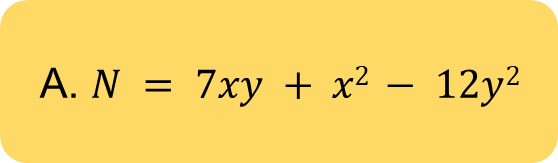 A. N = 7xy + x² − 12y²